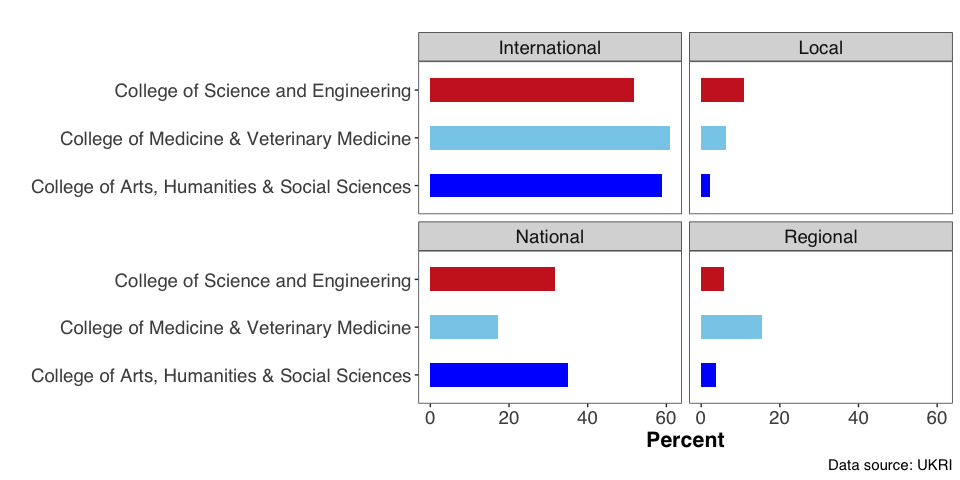 International Local
College of Science and Engineering
College of Medicine & Veterinary Medicine
College of Arts, Humanities & Social Sciences
National Regional
College of Science and Engineering
College of Medicine & Veterinary Medicine
College of Arts, Humanities & Social Sciences
0 20 40 60 0 20 40 60
Percent
Data source: UKRI